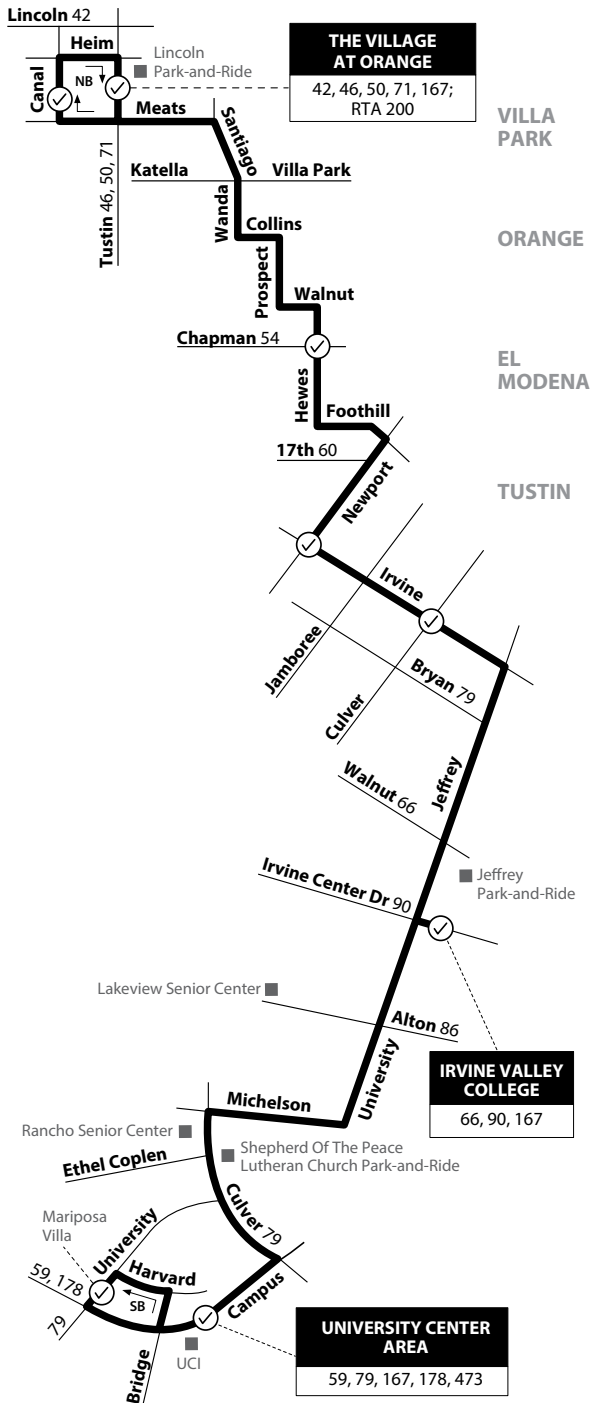 Lincoln 42
Heim
Lincoln
Park-and-Ride
THE VILLAGE
AT ORANGE
42, 46, 50, 71, 167;
RTA 200
Canal
NB
Meats
Santiago
VILLA
PARK
Tustin 46, 50, 71
Katella
Villa Park
Wanda
Collins
ORANGE
Prospect
Walnut
Chapman 54
EL
MODENA
Hewes
Foothill
17th 60
Newport
TUSTIN
Irvine
Jamboree
Culver
Bryan 79
Walnut 66
Jeffrey
Jeffrey
Park-and-Ride
Irvine Center Dr 90
Lakeview Senior Center
Alton 86
University
IRVINE VALLEY
COLLEGE
66, 90, 167
Michelson
Rancho Senior Center
Shepherd Of The Peace
Lutheran Church Park-and-Ride
Ethel Coplen
Culver 79
Mariposa
Villa
University
Harvard
59, 178
SB
79
Campus
Bridge
UCI
UNIVERSITY CENTER
AREA
59, 79, 167, 178, 473